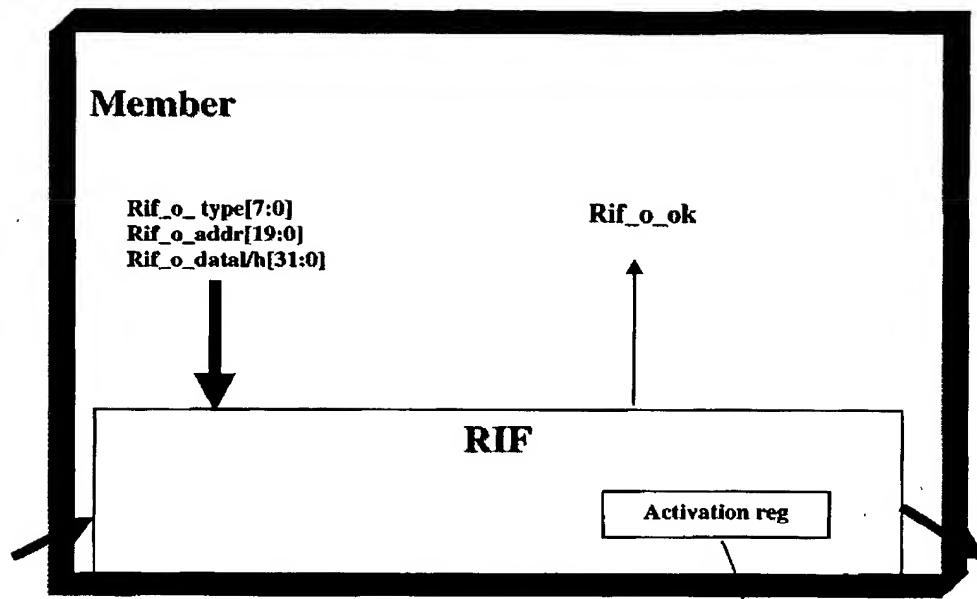 Member
Rif_o_ type[7:0]
Rif_o_addr[19:0]
Rif_o_datal/h[31:0]
Rif_o_ok
RIF
Activation reg